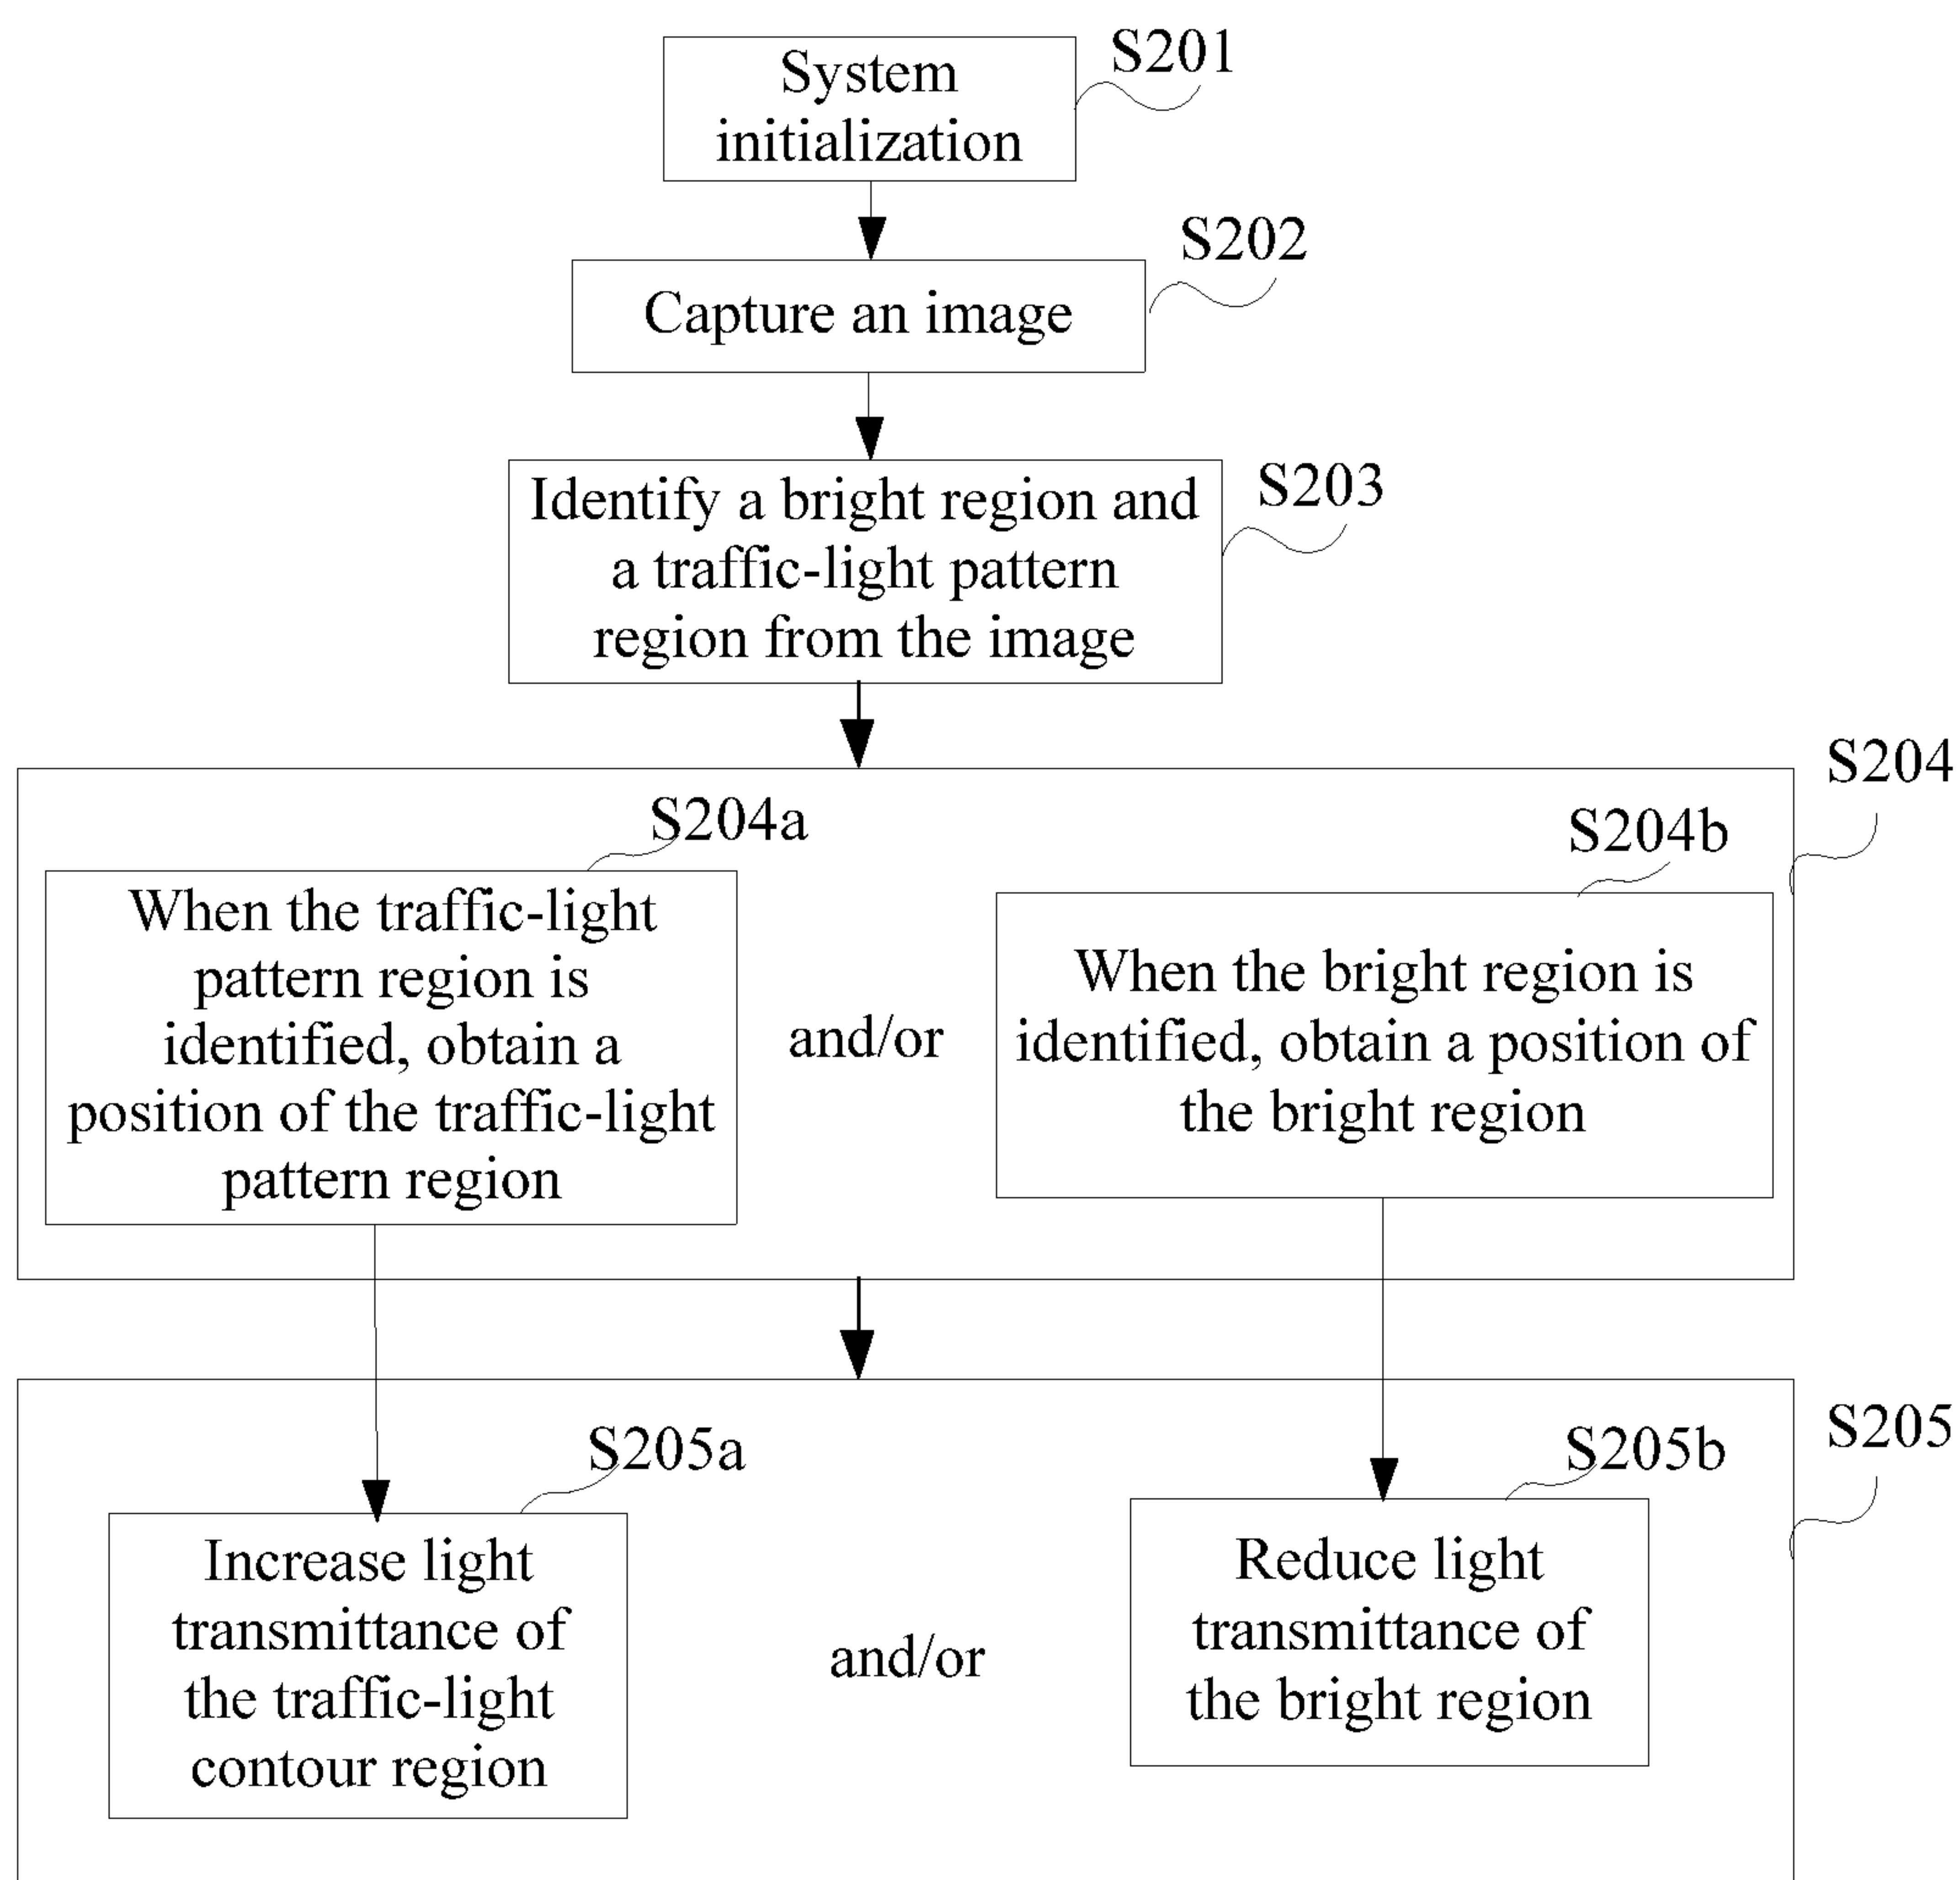 S201
System
initialization
S202
Capture an image
S203
Identify a bright region and
a traffic-light pattern
region from the image
S204
S204a
When the traffic-light
pattern region is
identified, obtain a
position of the traffic-light
pattern region
and/or
S204b
When the bright region is
identified, obtain a position of
the bright region
S205
S205a
Increase light
transmittance of
the traffic-light
contour region
and/or
S205b
Reduce light
transmittance of
the bright region